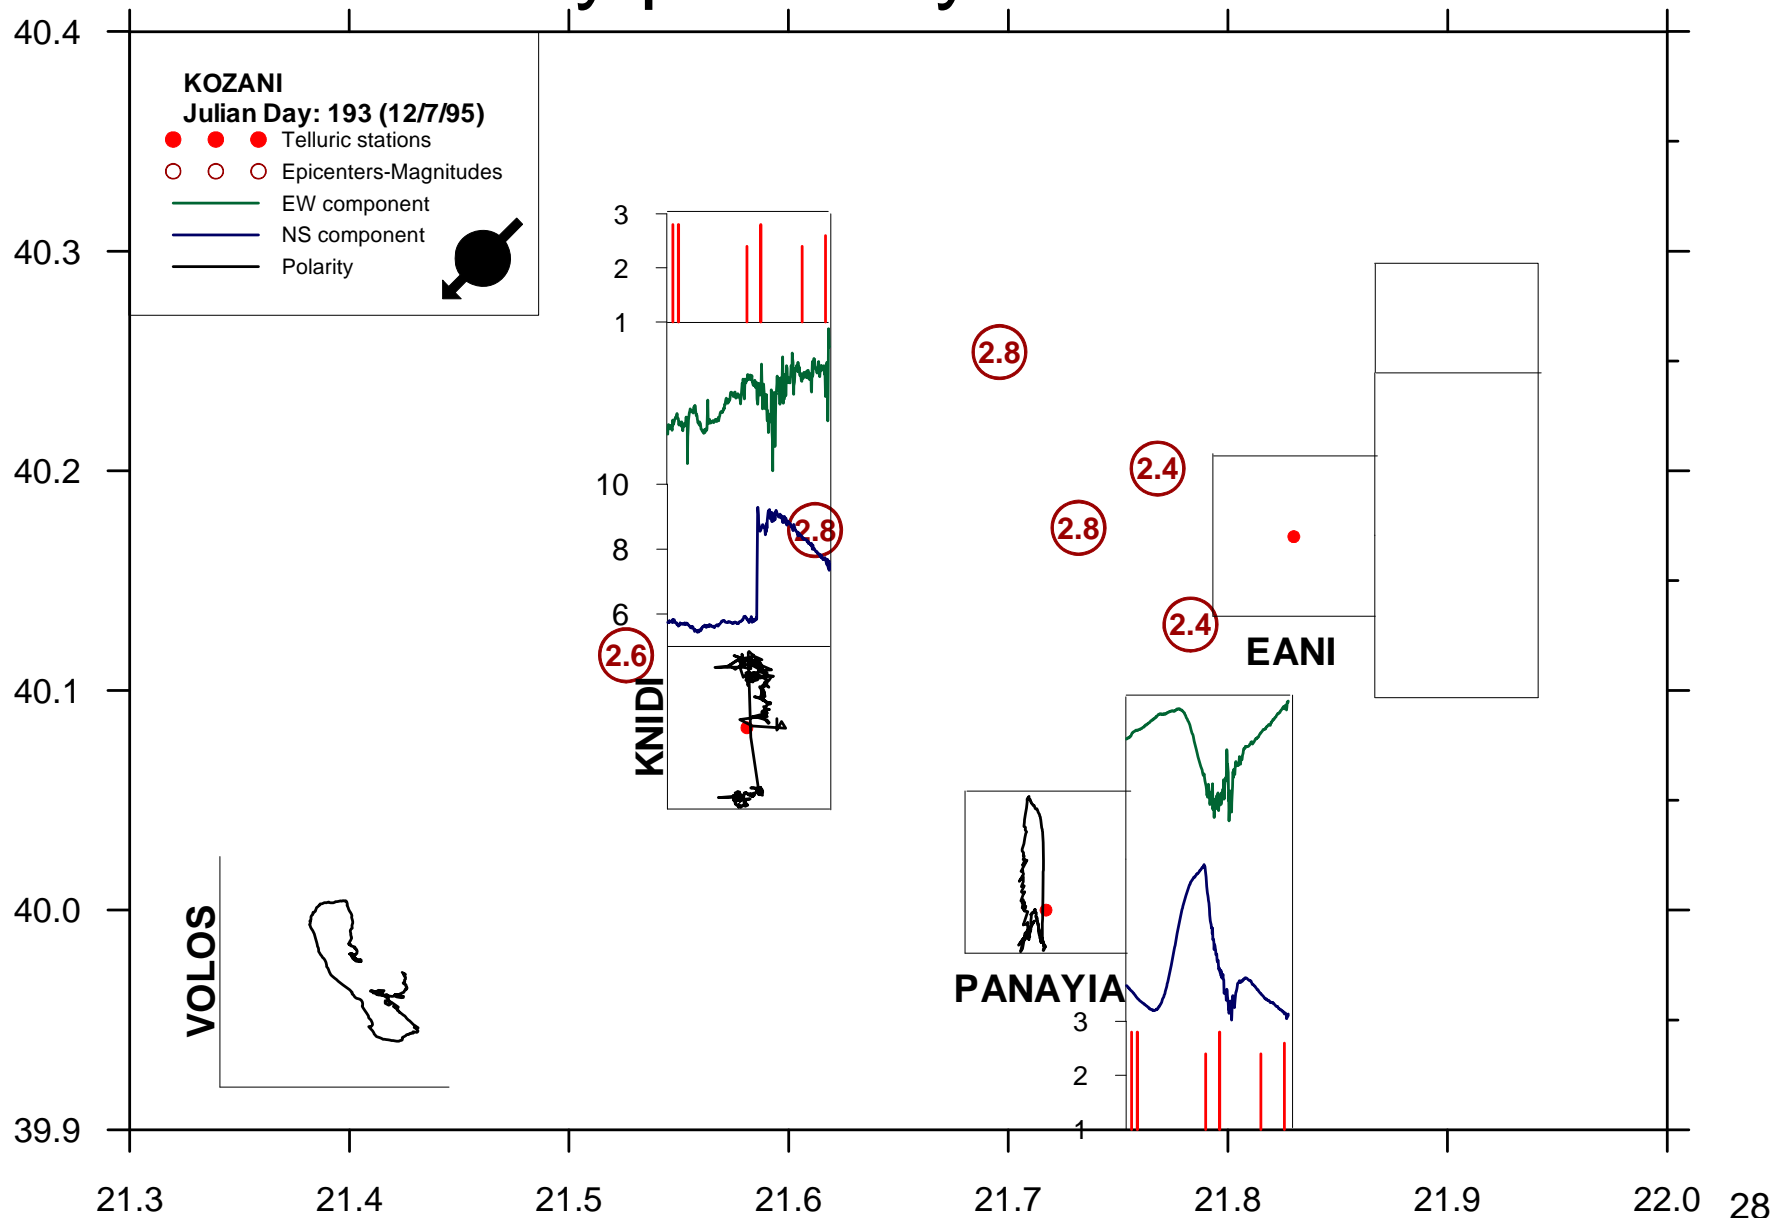 40.4
40.3
40.2
40.1
40.0
39.9
KOZANI
Julian Day: 193 (12/7/95)
Telluric stations
Epicenters-Magnitudes
EW component
NS component
Polarity
3
2
1
10
8
6
2.8
2.4
2.8
2.8
2.4
2.6
EANI
KNIDI
VOLOS
PANAYIA
3
2
1
21.3
21.4
21.5
21.6
21.7
21.8
21.9
22.0
28